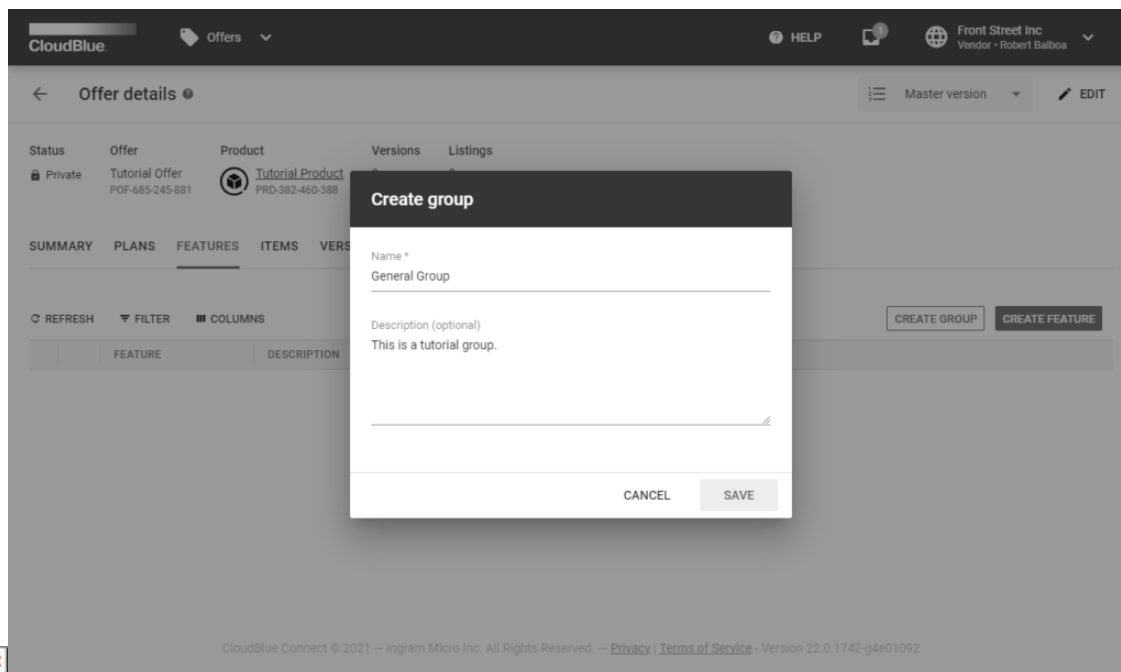 CloudBlue
Offers
HELP
1
Front Street Inc
Vendor • Robert Balboa
Offer details
Master version
EDIT
Status Offer Product Versions Listings
Private Tutorial Offer Tutorial Product
POF-685-245-881 PRD-382-460-388
Create group
SUMMARY PLANS FEATURES ITEMS VERS
Name *
General Group
REFRESH FILTER COLUMNS
CREATE GROUP CREATE FEATURE
Description (optional)
This is a tutorial group.
FEATURE DESCRIPTION
CANCEL SAVE
CloudBlue Connect © 2021 — Ingram Micro Inc. All Rights Reserved. — Privacy | Terms of Service - Version 22.0.1742-g4e01092